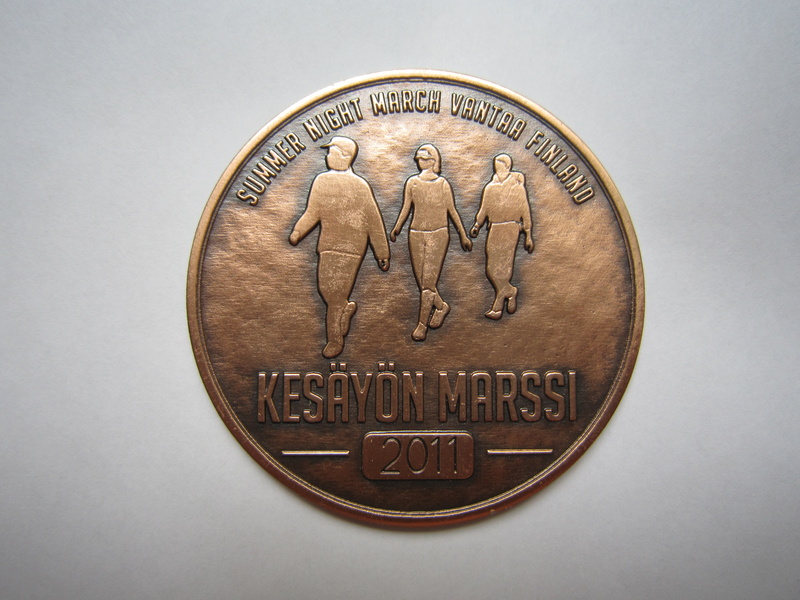 SUMMER NIGHT MARCH VANTAA FINLAND
KESÄYÖN MARSSI
2011